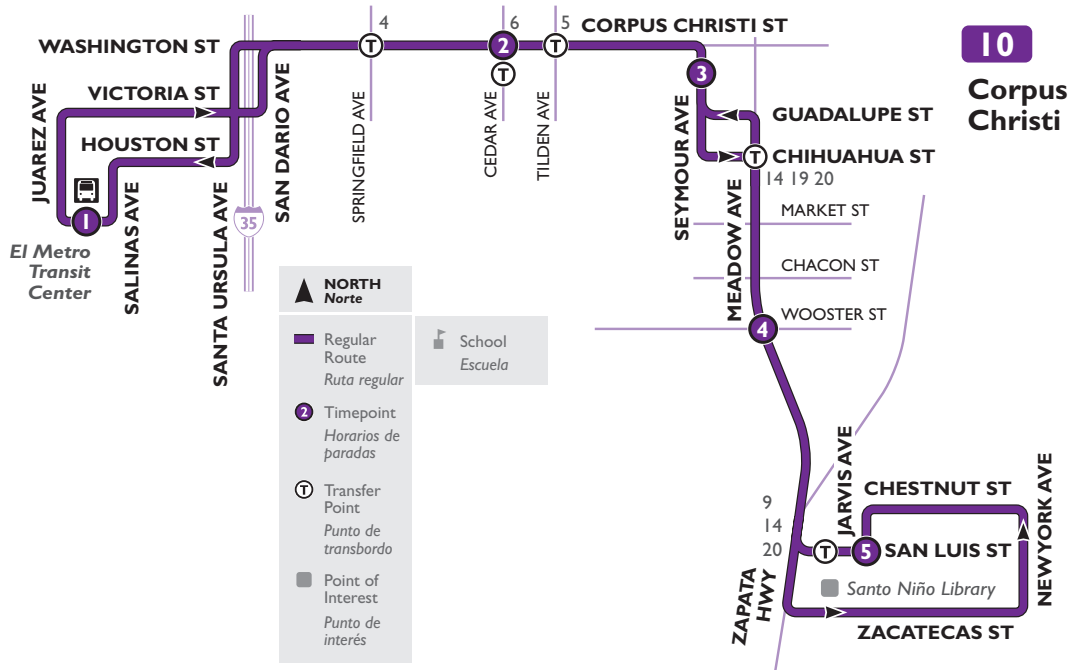 10
Corpus
Christi
4
6
5
CORPUS CHRISTI ST
WASHINGTON ST
2
T
T
T
3
VICTORIA ST
JUAREZ AVE
HOUSTON ST
SAN DARIO AVE
SPRINGFIELD AVE
CEDAR AVE
TILDEN AVE
SEYMOUR AVE
GUADALUPE ST
T
CHIHUAHUA ST
14 19 20
MEADOW AVE
MARKET ST
CHACON ST
WOOSTER ST
4
1
El Metro
Transit
Center
SALINAS AVE
SANTA URSULA AVE
35
NORTH
Norte
Regular
Route
Ruta regular
2
Timepoint
Horarios de
paradas
T
Transfer
Point
Punto de
transbordo
Point of
Interest
Punto de
interés
School
Escuela
JARVIS AVE
CHESTNUT ST
NEWYORK AVE
9
14
20
T
5
SAN LUIS ST
Santo Niño Library
ZAPATA
HWY
ZACATECAS ST